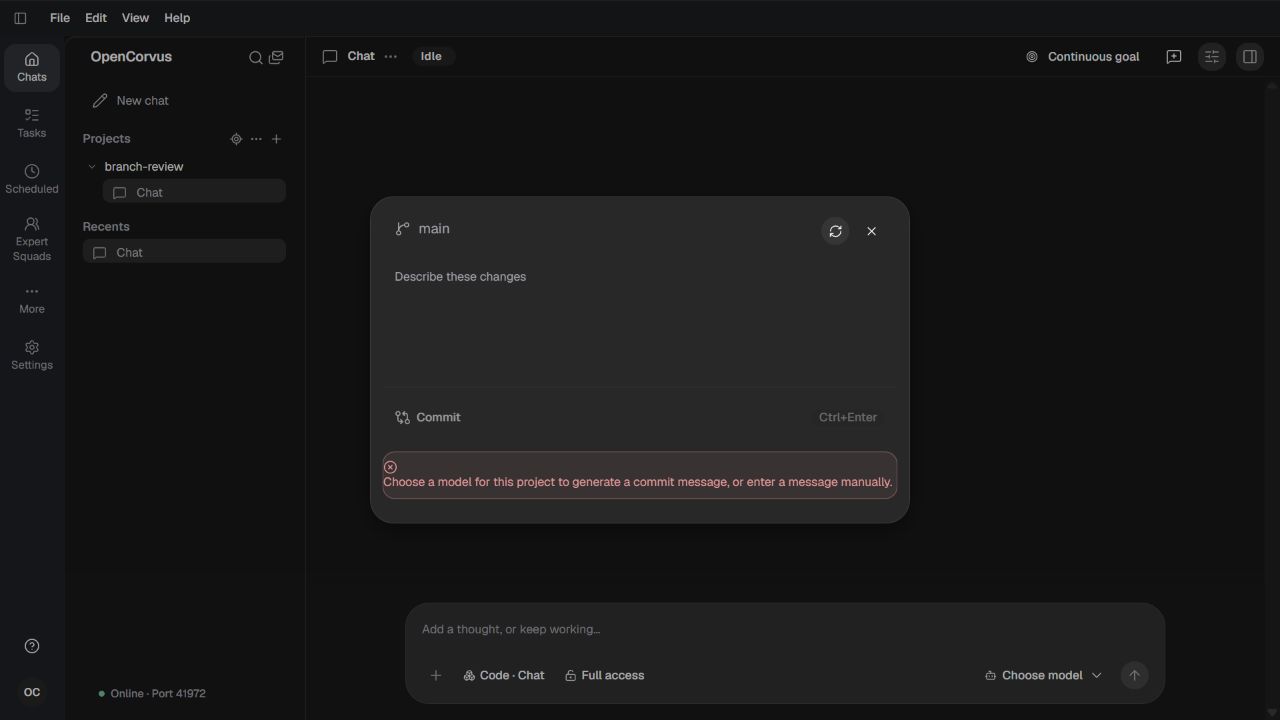 File Edit View Help
Chats
Tasks
Scheduled
Expert
Squads
More
Settings
OC
OpenCorvus
New chat
Projects
branch-review
Chat
Recents
Chat
Online · Port 41972
Chat
Idle
Continuous goal
main
Describe these changes
Commit
Ctrl+Enter
Choose a model for this project to generate a commit message, or enter a message manually.
Add a thought, or keep working...
Code · Chat
Full access
Choose model